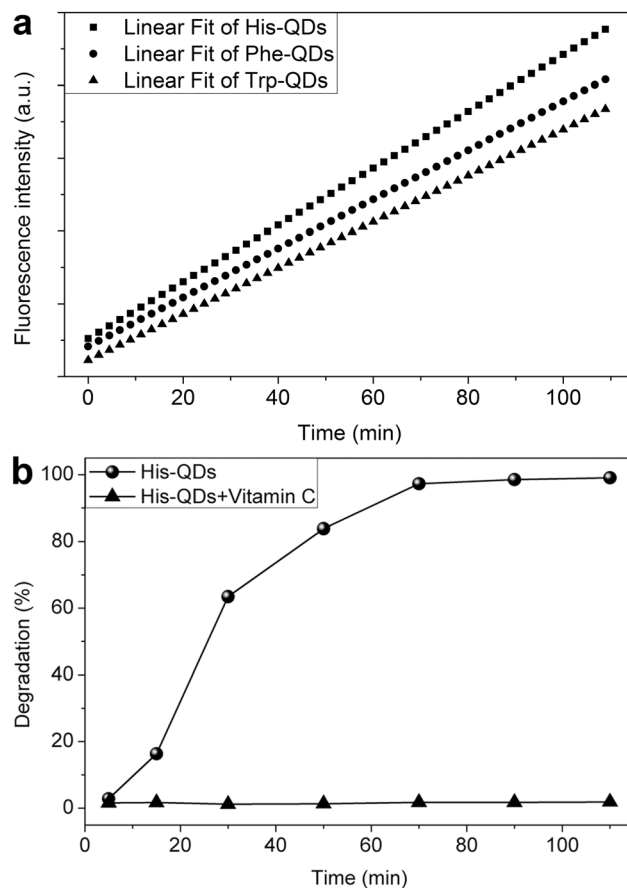 a
Linear Fit of His-QDs
Linear Fit of Phe-QDs
Linear Fit of Trp-QDs
Fluorescence intensity (a.u.)
0 20 40 60 80 100
Time (min)
b
His-QDs
His-QDs+Vitamin C
100
80
60
40
20
0
Degradation (%)
0 20 40 60 80 100
Time (min)